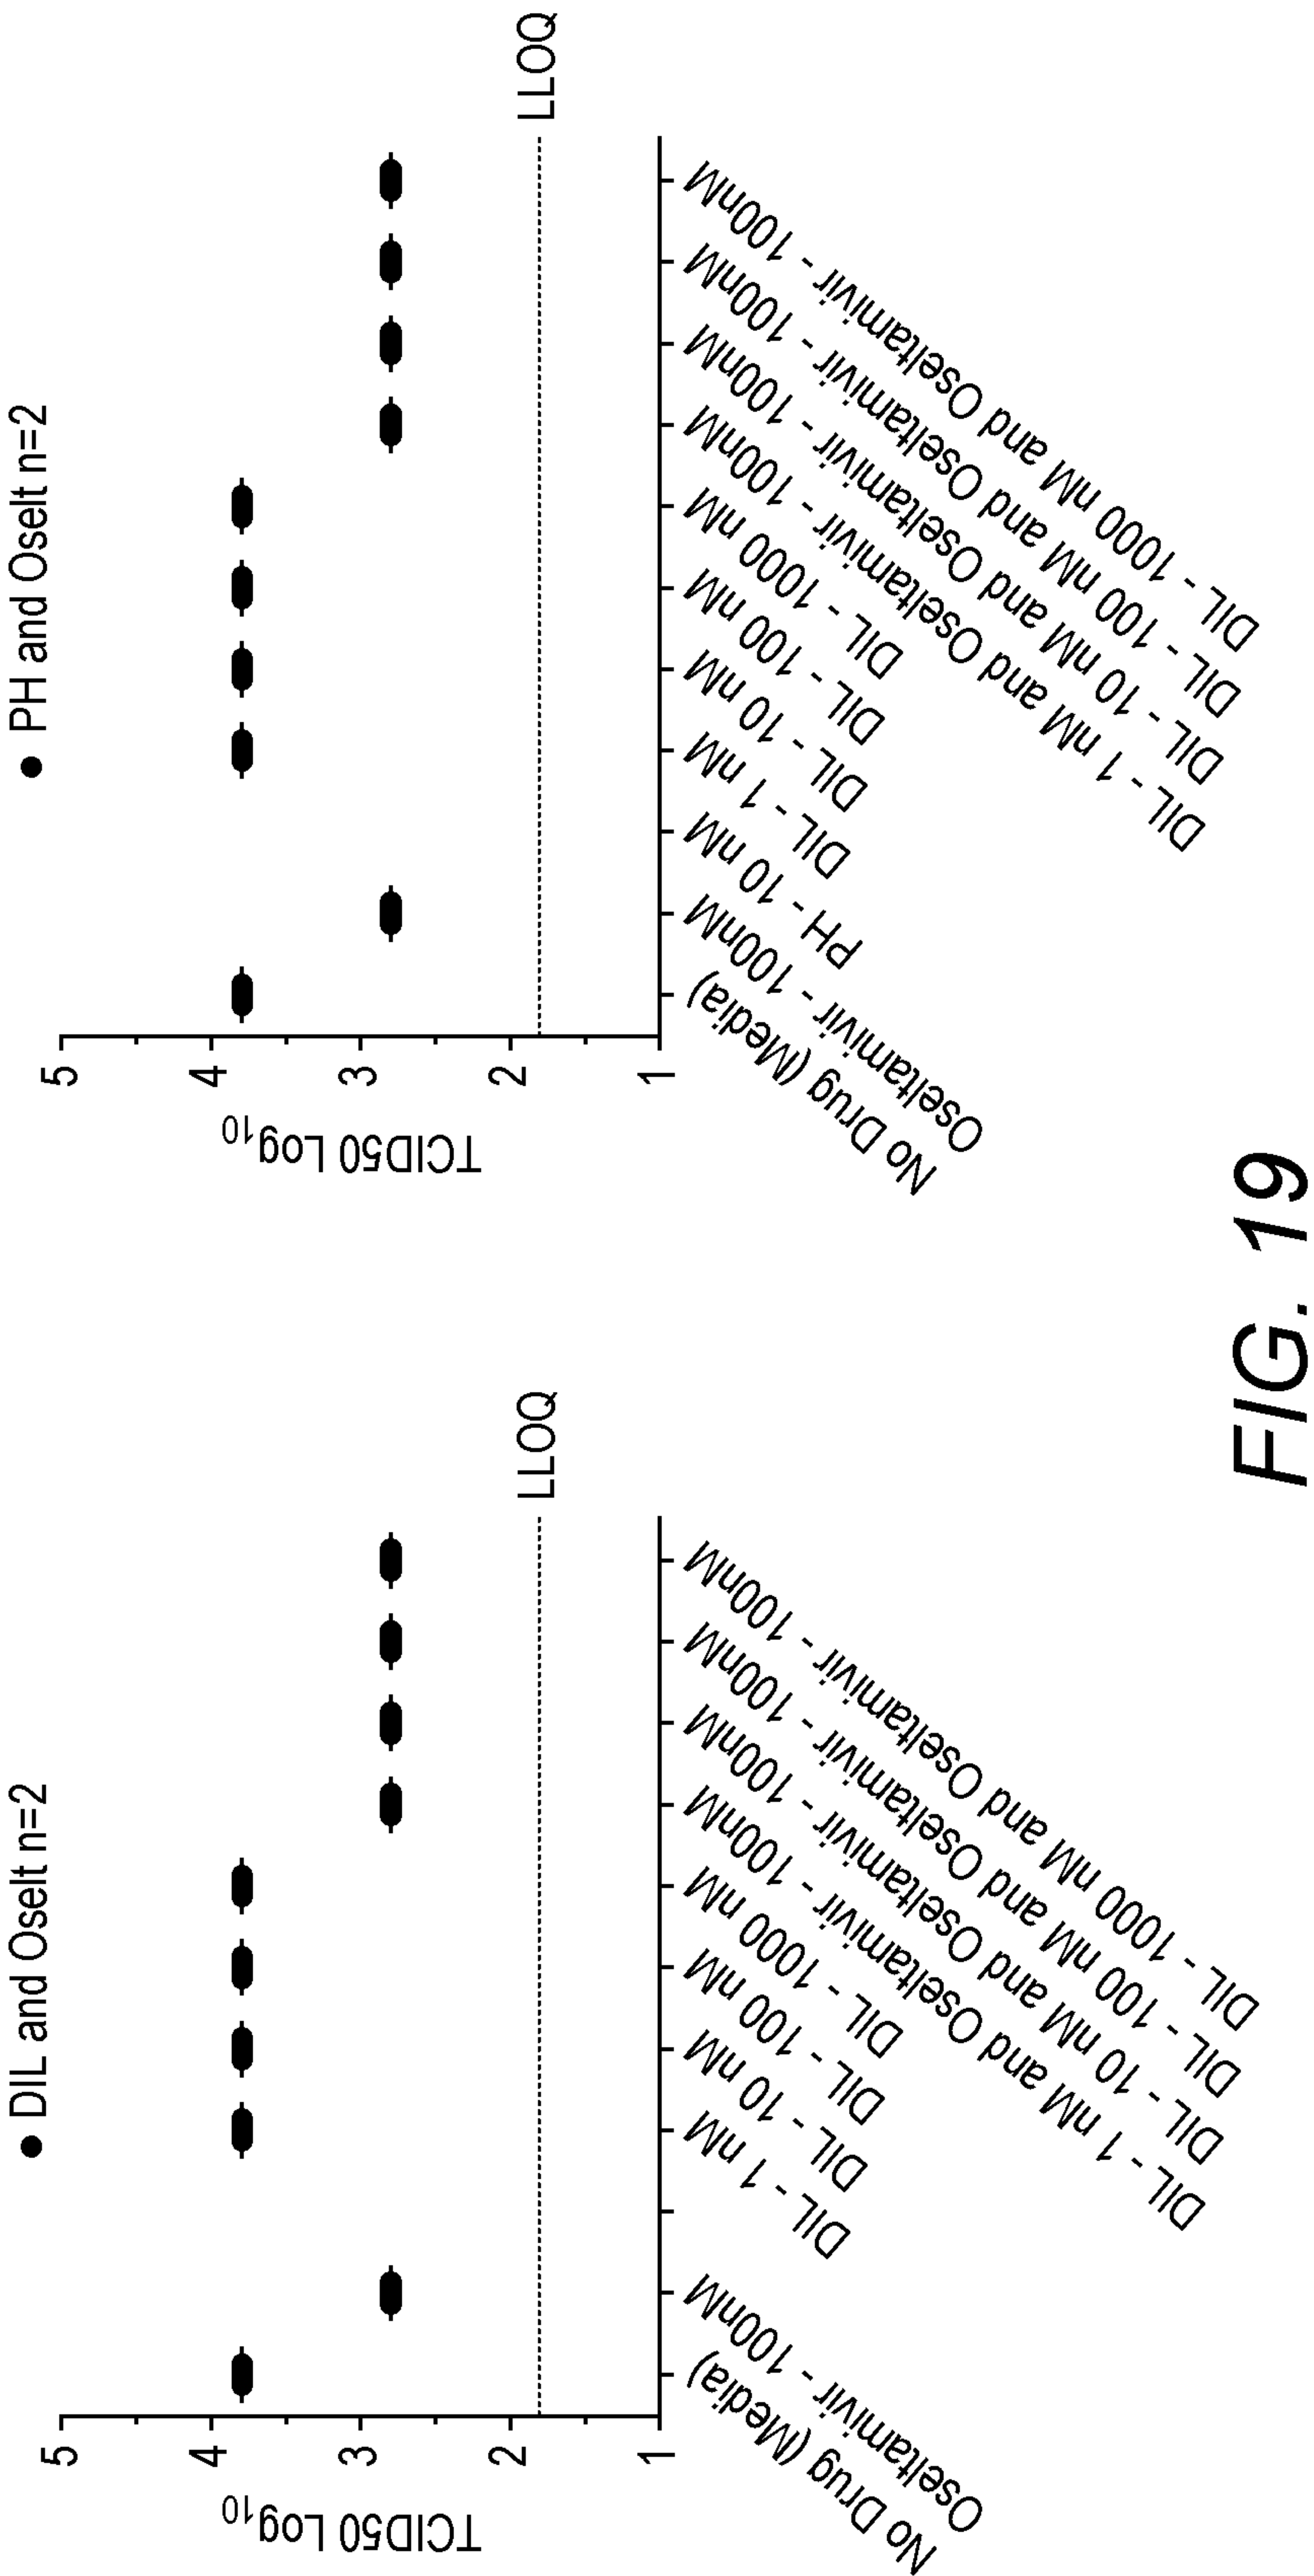 DIL and Oselt n=2
TCID50 Log10
5
4
3
2
1
LLOQ
No Drug (Media)
Oseltamivir - 100nM
DIL - 1 nM
DIL - 10 nM
DIL - 100 nM
DIL - 1000 nM
DIL - 1 nM and Oseltamivir - 100nM
DIL - 10 nM and Oseltamivir - 100nM
DIL - 100 nM and Oseltamivir - 100nM
DIL - 1000 nM and Oseltamivir - 100nM
PH and Oselt n=2
TCID50 Log10
5
4
3
2
1
LLOQ
No Drug (Media)
Oseltamivir - 100nM
PH - 10 nM
DIL - 1 nM
DIL - 10 nM
DIL - 100 nM
DIL - 1000 nM
DIL - 1 nM and Oseltamivir - 100nM
DIL - 10 nM and Oseltamivir - 100nM
DIL - 100 nM and Oseltamivir - 100nM
DIL - 1000 nM and Oseltamivir - 100nM
FIG. 19